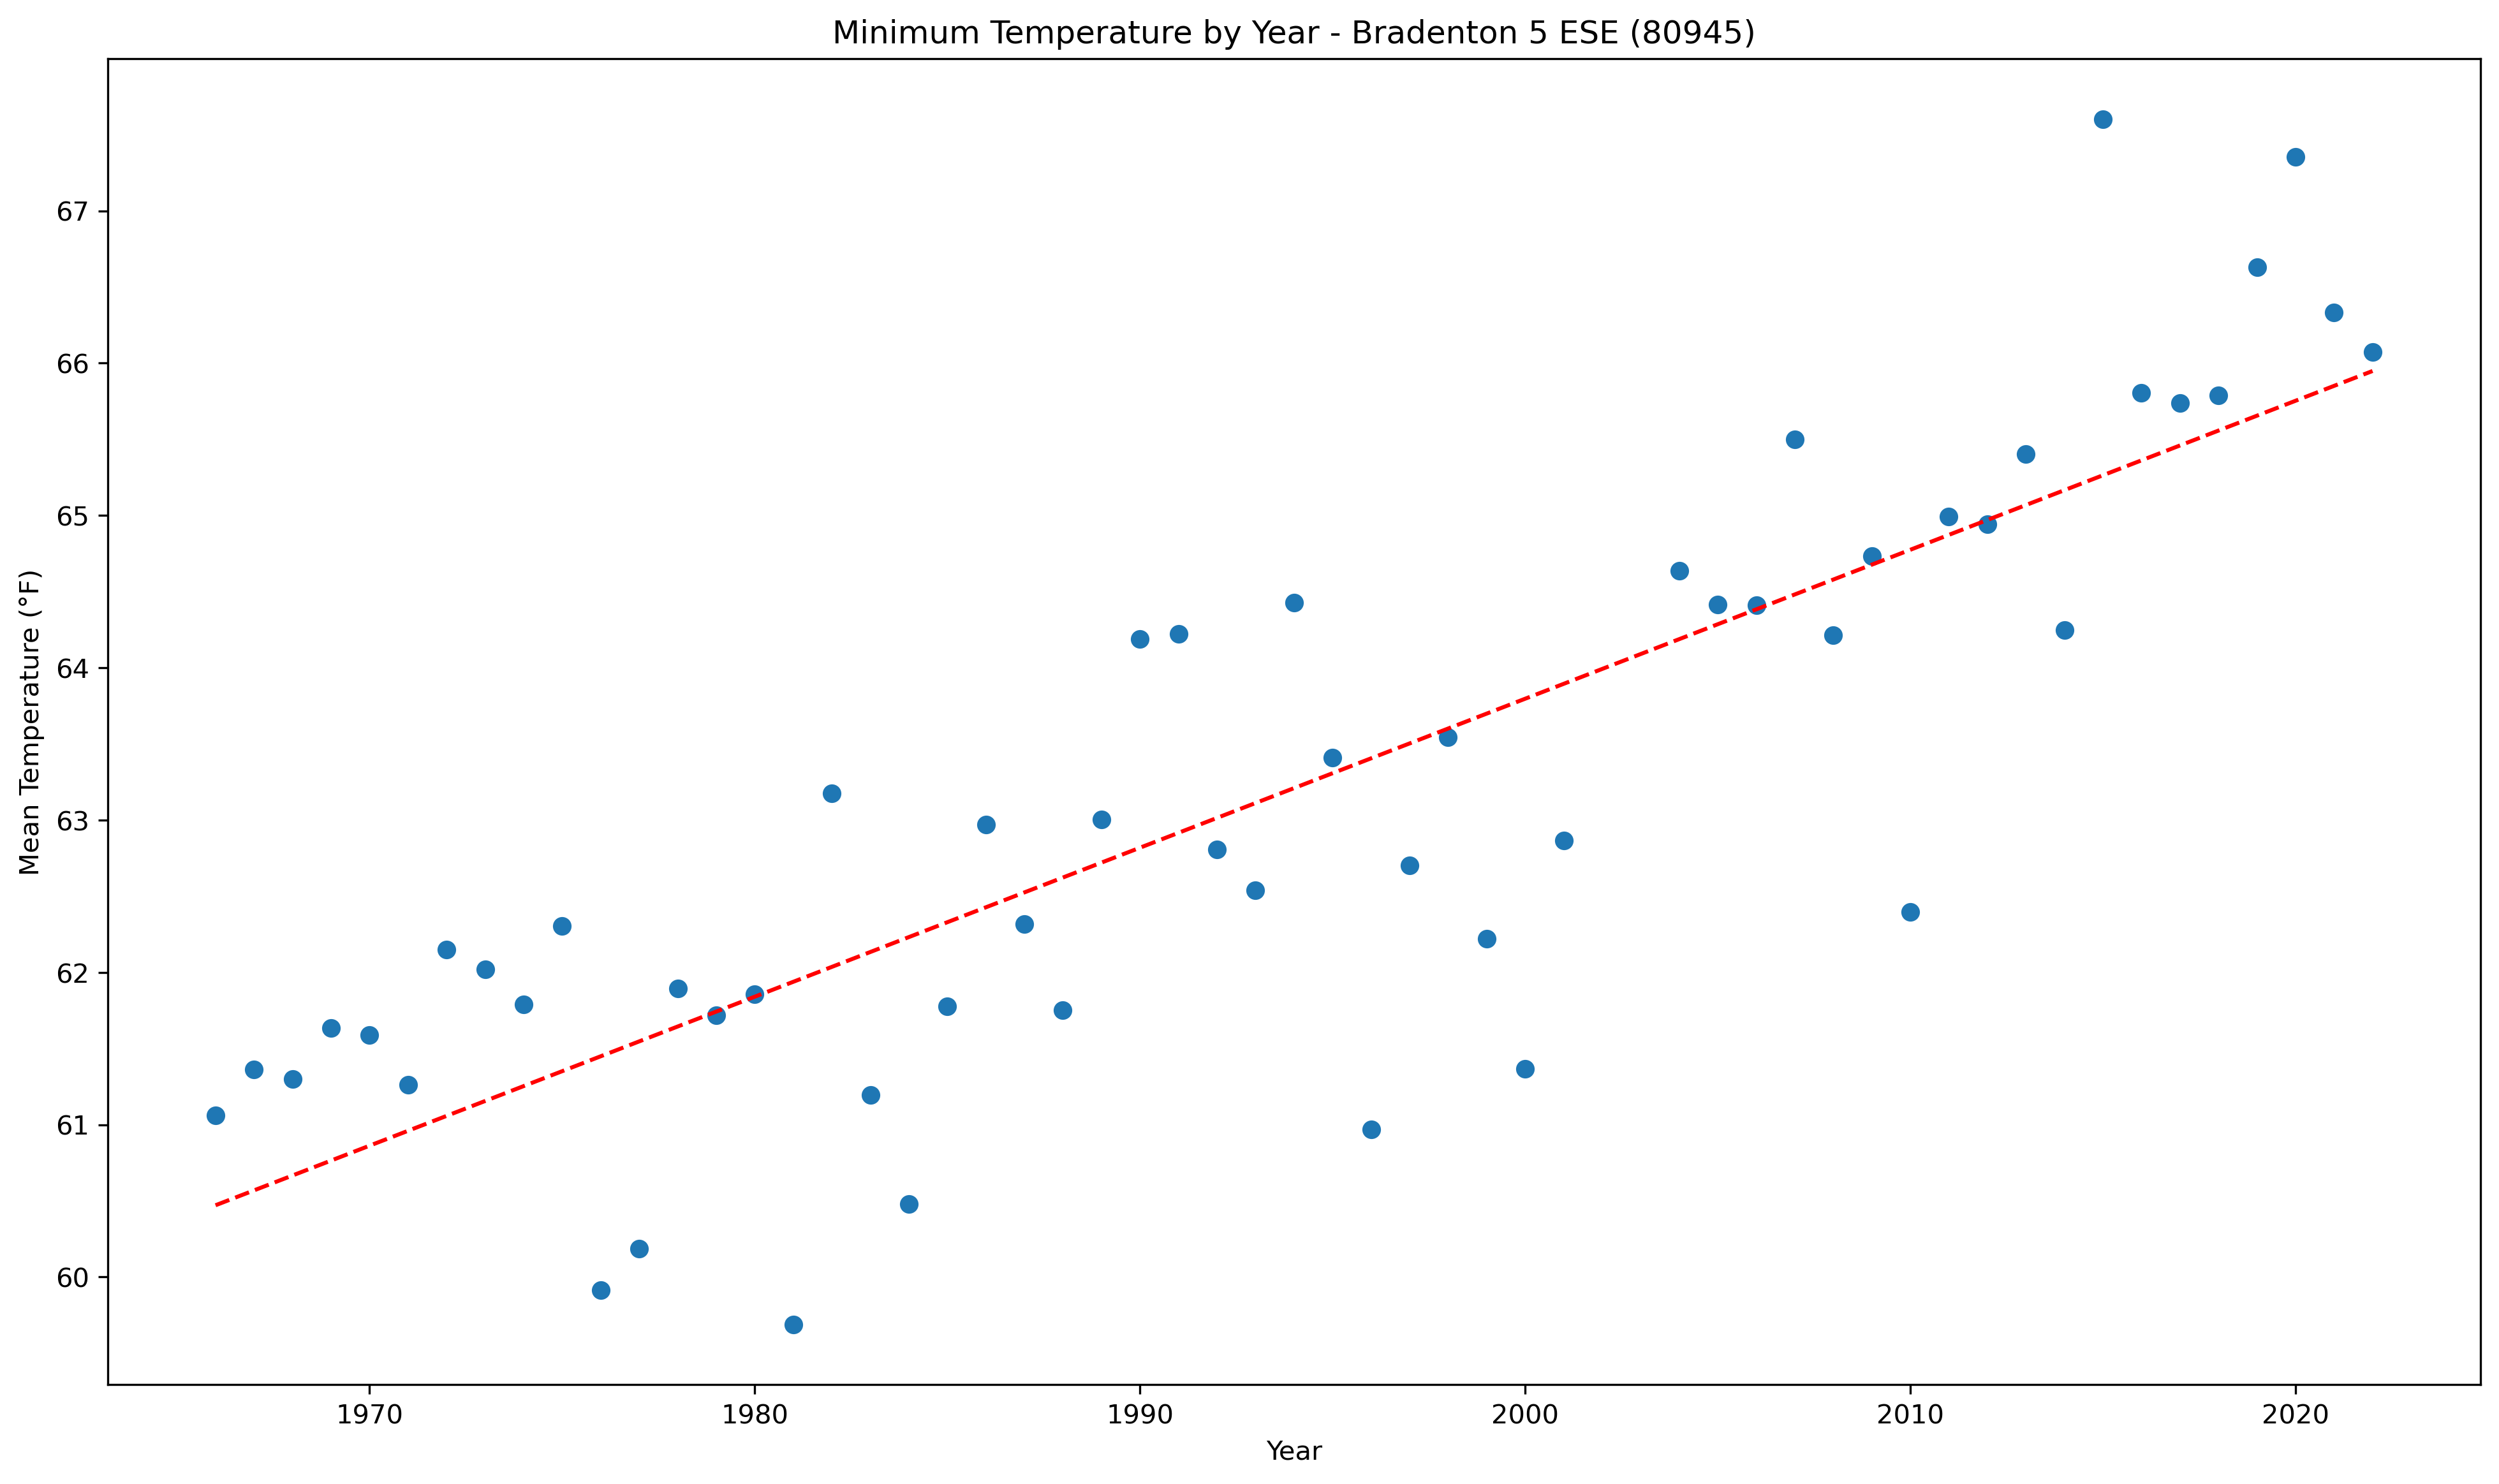 Minimum Temperature by Year - Bradenton 5 ESE (80945)
Mean Temperature (°F)
67
66
65
64
63
62
61
60
1970 1980 1990 2000 2010 2020
Year